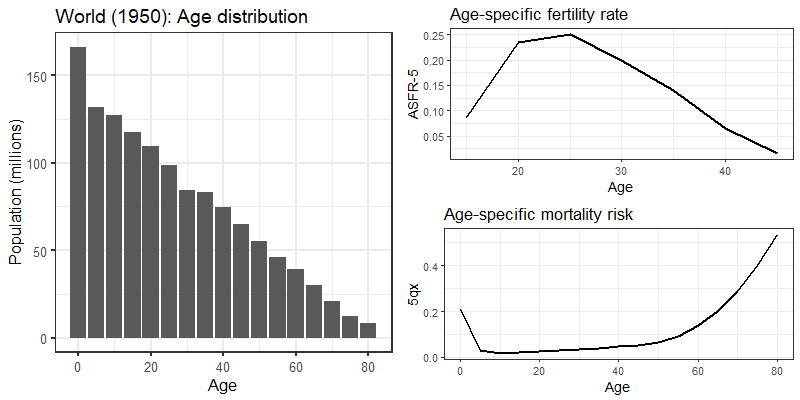 World (1950): Age distribution
Population (millions)
150
100
50
0
0 20 40 60 80
Age
Age-specific fertility rate
ASFR-5
0.25
0.20
0.15
0.10
0.05
20 30 40
Age
Age-specific mortality risk
5qx
0.4
0.2
0.0
0 20 40 60 80
Age